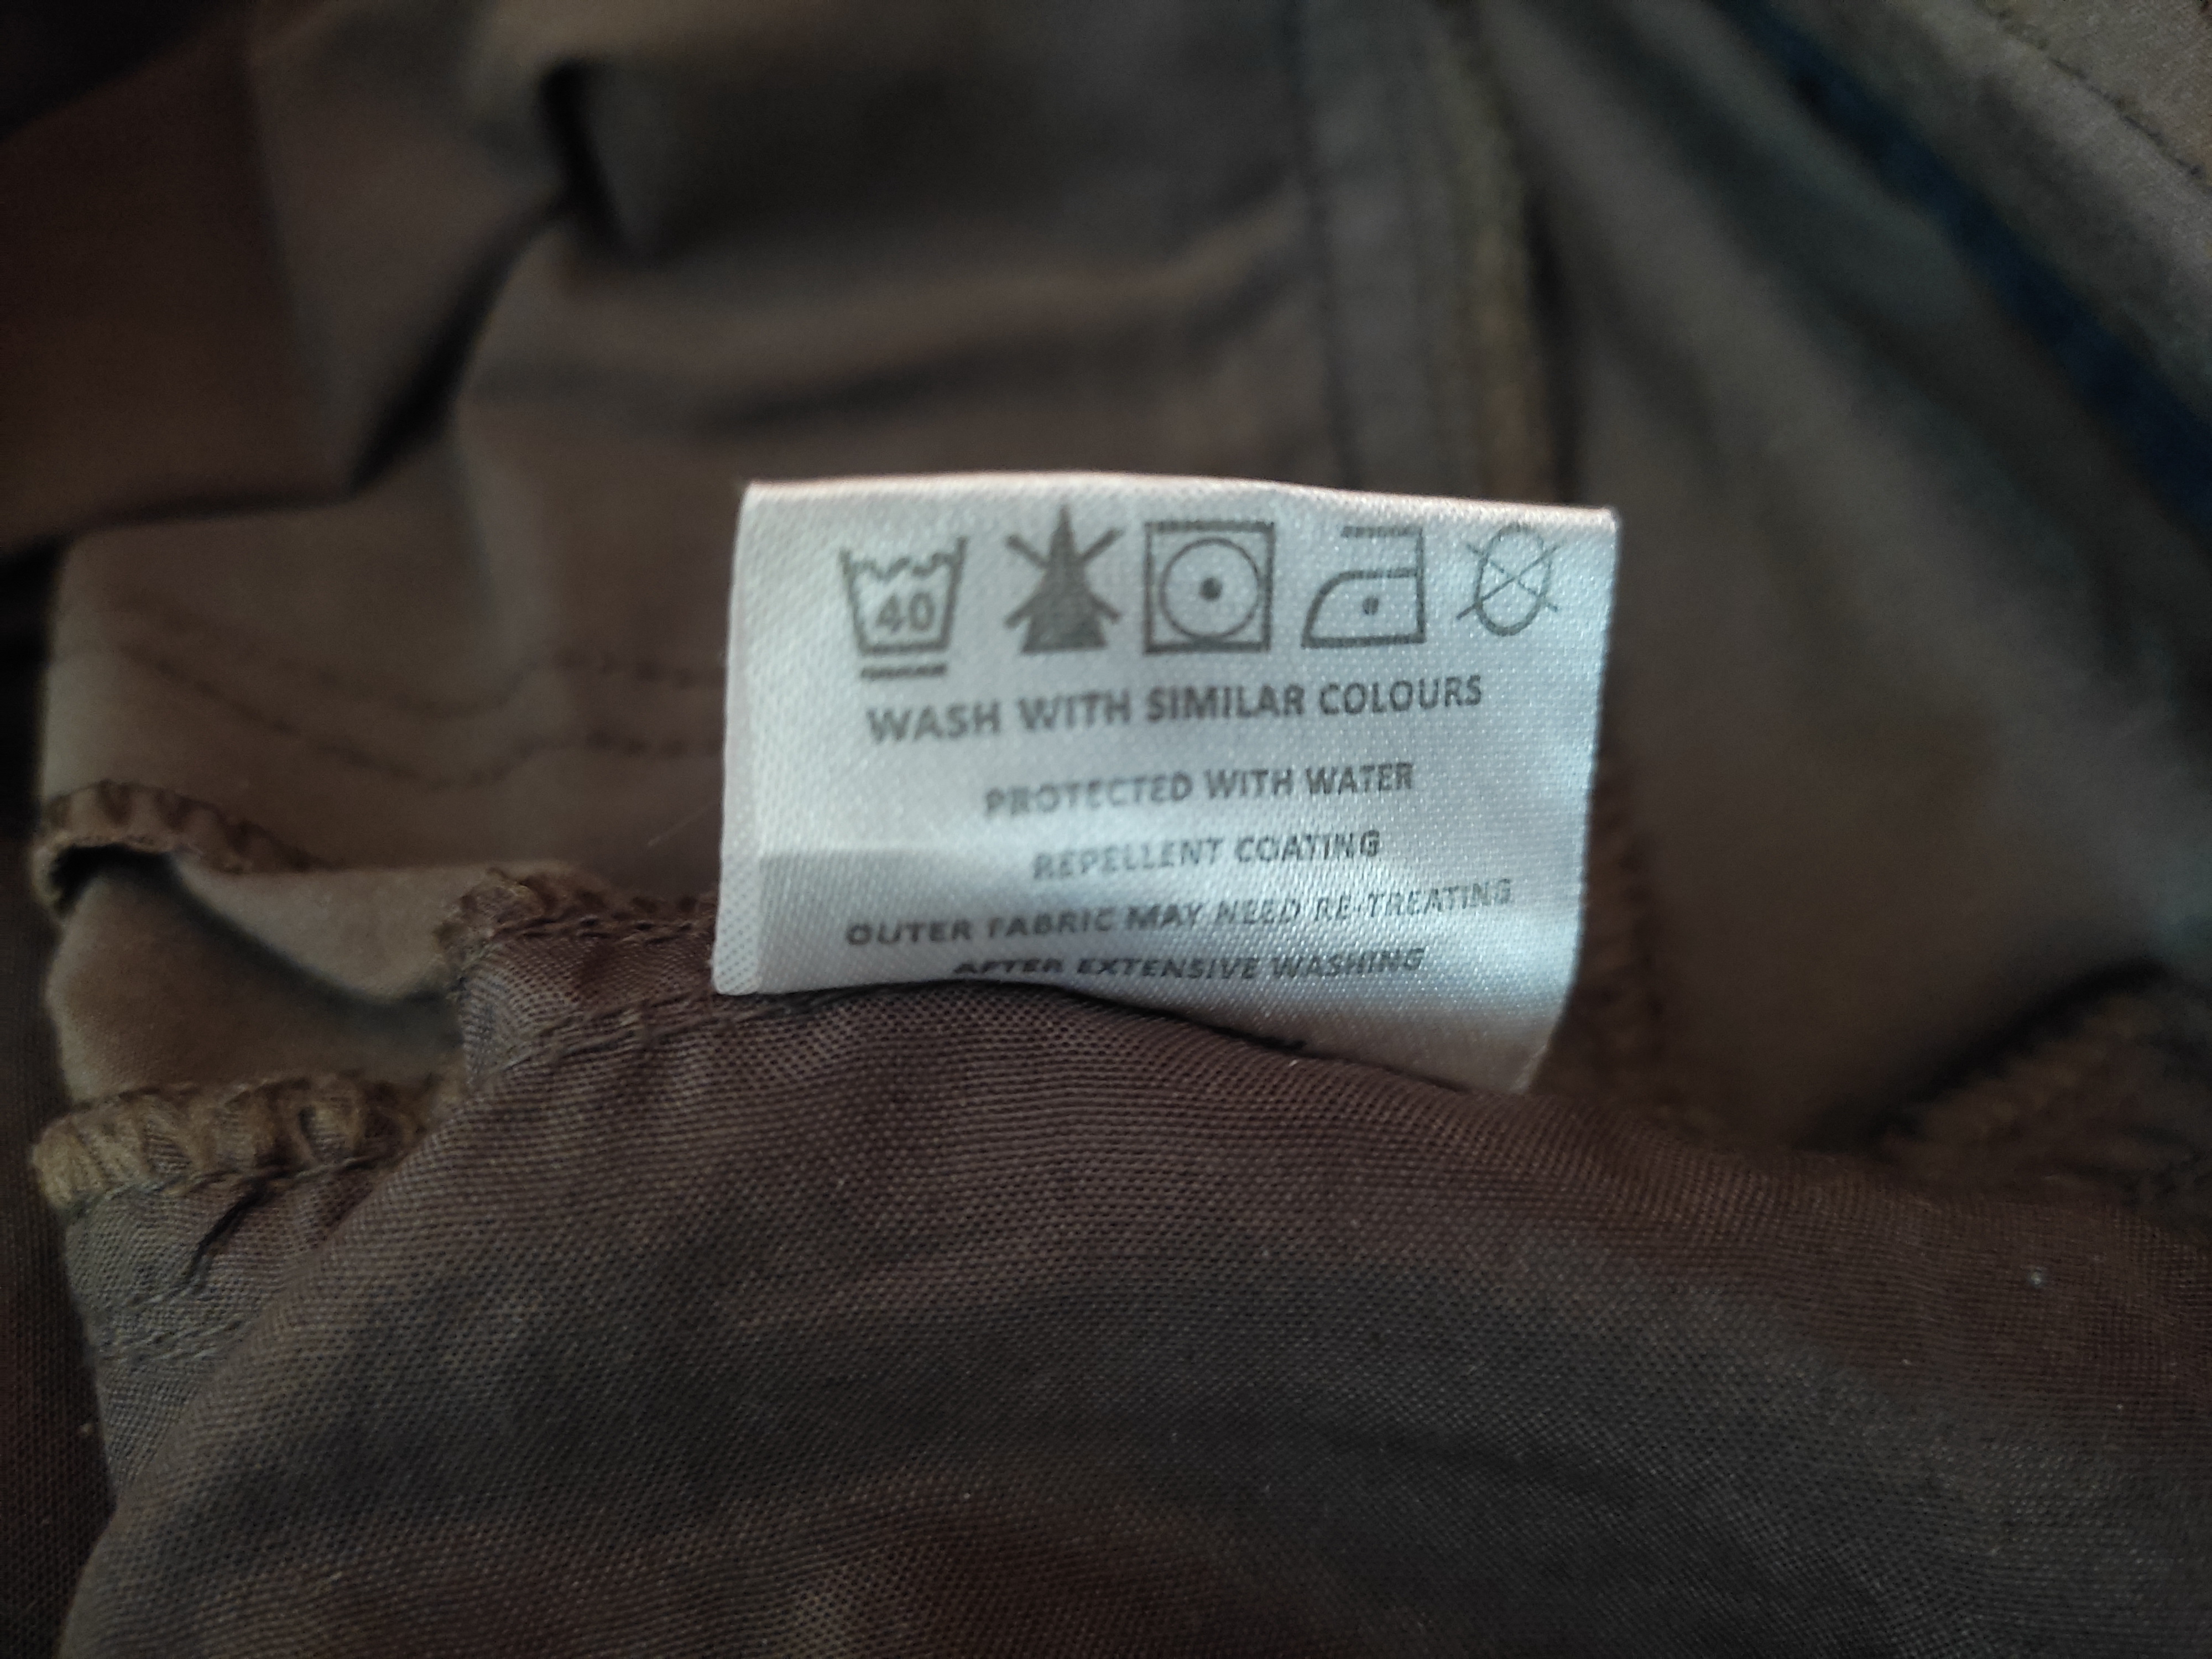 40
WASH WITH SIMILAR COLOURS
PROTECTED WITH WATER
REPELLENT COATING
OUTER FABRIC MAY NEED RE-TREATING
AFTER EXTENSIVE WASHING